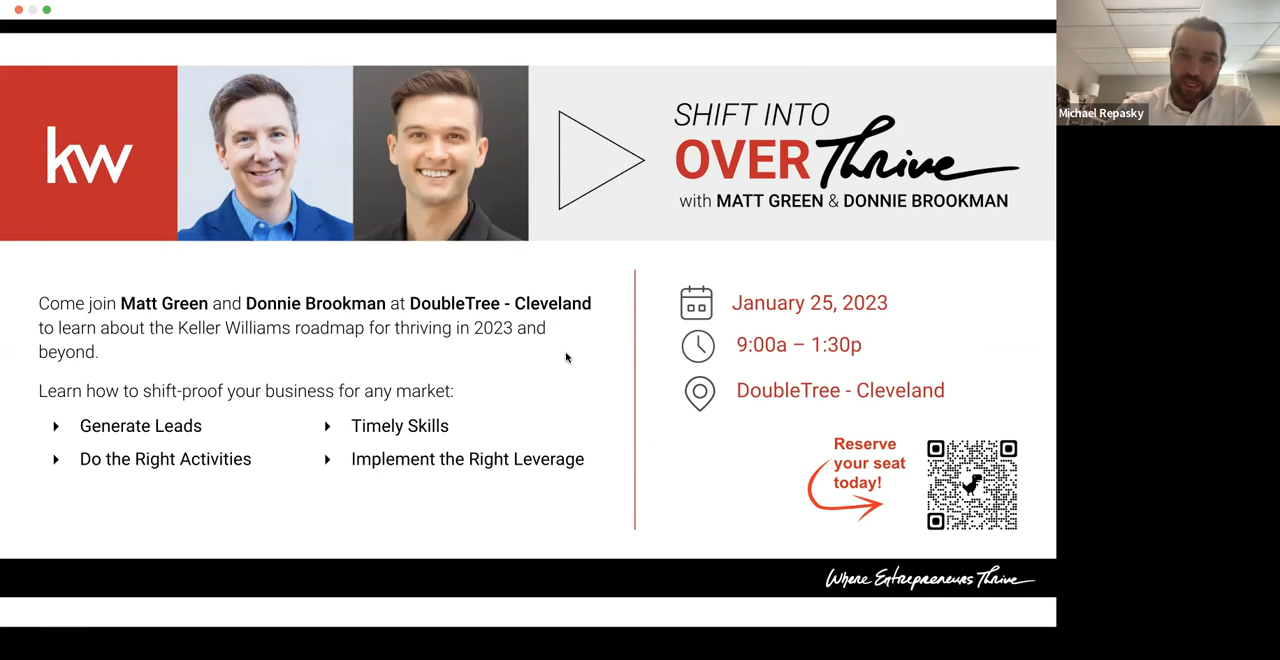 kw
SHIFT INTO
OVER Thrive
with MATT GREEN & DONNIE BROOKMAN
Michael Repasky
Come join Matt Green and Donnie Brookman at DoubleTree - Cleveland
to learn about the Keller Williams roadmap for thriving in 2023 and
beyond.
Learn how to shift-proof your business for any market:
Generate Leads
Timely Skills
Do the Right Activities
Implement the Right Leverage
January 25, 2023
9:00a – 1:30p
DoubleTree - Cleveland
Reserve
your seat
today!
Where Entrepreneurs Thrive